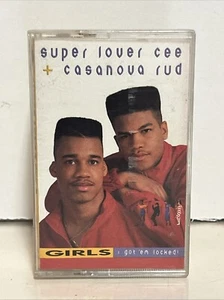 super lover cee
+ casanova rud
GIRLS i got 'em locked!